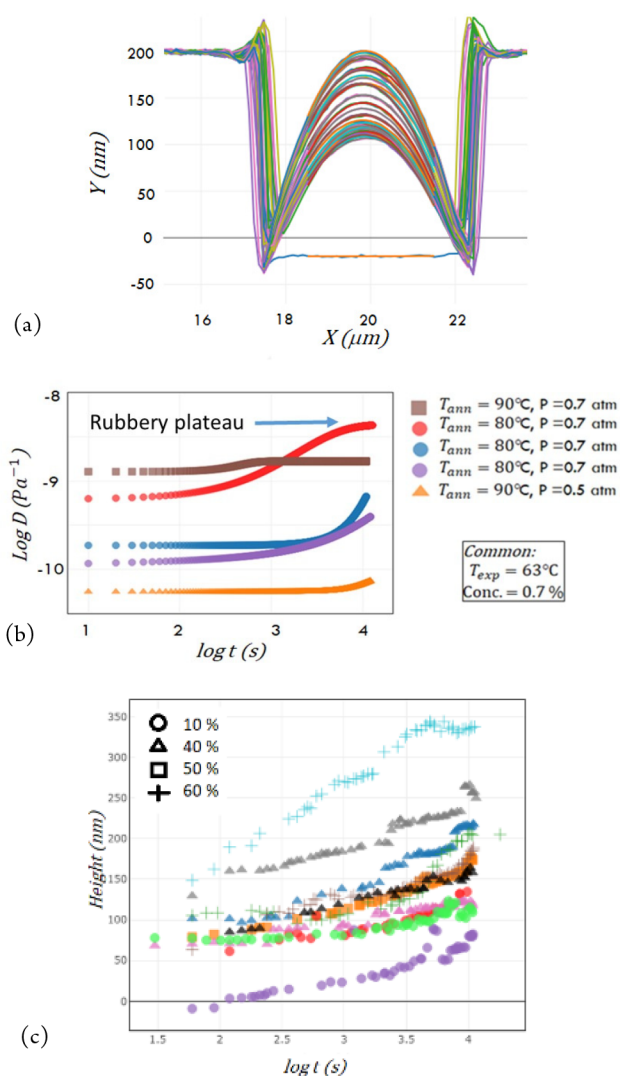 200
150
100
50
0
-50
Y (nm)
16
18
20
22
X (μm)
(a)
-8
-9
-10
Log D (Pa⁻¹)
Rubbery plateau
1
2
3
4
log t (s)
T_ann = 90℃, P =0.7 atm
T_ann = 80℃, P =0.7 atm
T_ann = 80℃, P =0.7 atm
T_ann = 80℃, P =0.7 atm
T_ann = 90℃, P =0.5 atm
Common:
T_exp = 63℃
Conc. = 0.7 %
(b)
350
300
250
200
150
100
50
0
Height (nm)
10 %
40 %
50 %
60 %
1.5
2
2.5
3
3.5
4
log t (s)
(c)